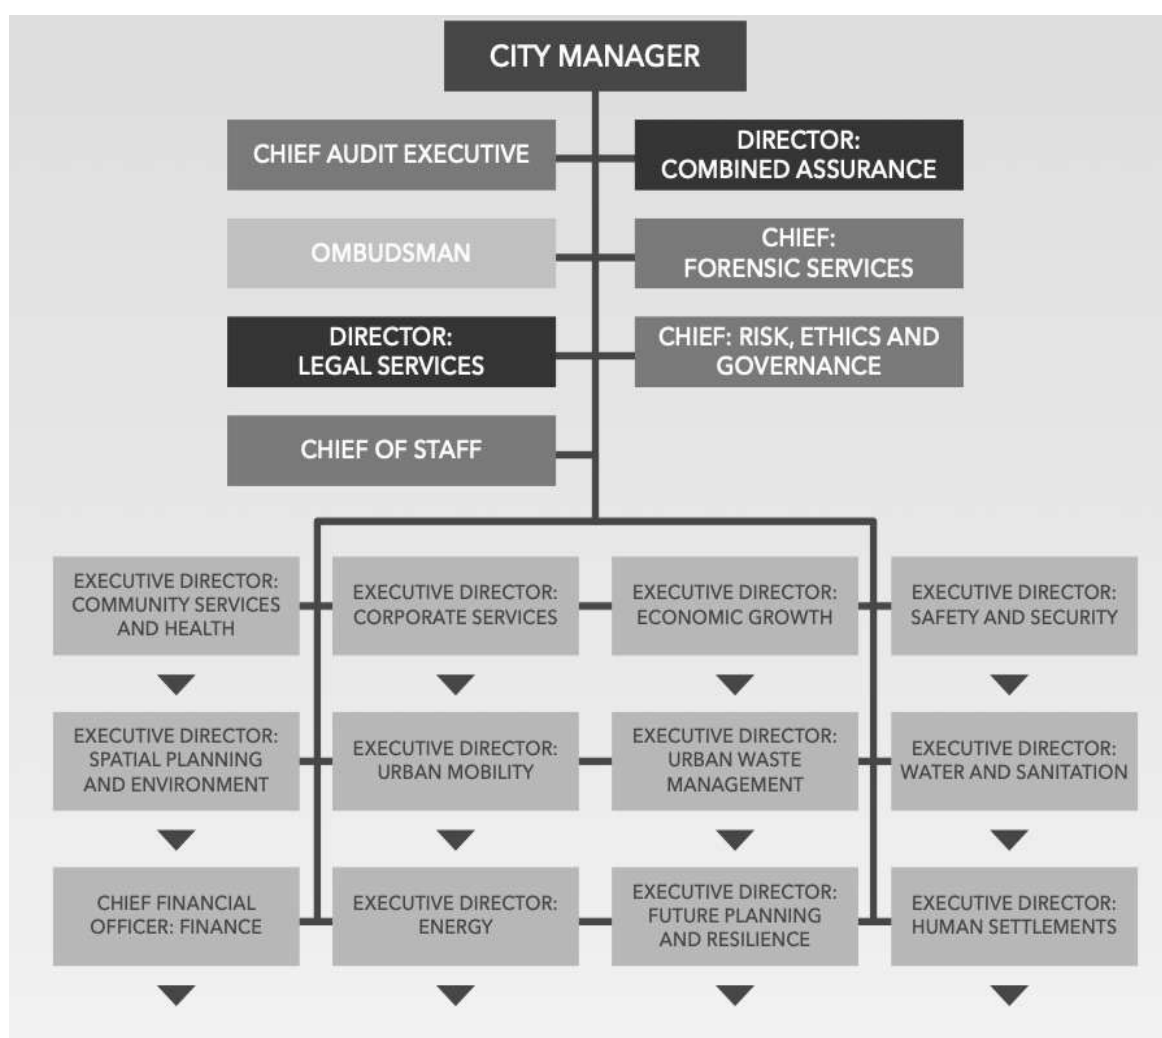 CITY MANAGER
CHIEF AUDIT EXECUTIVE
DIRECTOR:
COMBINED ASSURANCE
OMBUDSMAN
CHIEF:
FORENSIC SERVICES
DIRECTOR:
LEGAL SERVICES
CHIEF: RISK, ETHICS AND
GOVERNANCE
CHIEF OF STAFF
EXECUTIVE DIRECTOR:
COMMUNITY SERVICES
AND HEALTH
EXECUTIVE DIRECTOR:
CORPORATE SERVICES
EXECUTIVE DIRECTOR:
ECONOMIC GROWTH
EXECUTIVE DIRECTOR:
SAFETY AND SECURITY
EXECUTIVE DIRECTOR:
SPATIAL PLANNING
AND ENVIRONMENT
EXECUTIVE DIRECTOR:
URBAN MOBILITY
EXECUTIVE DIRECTOR:
URBAN WASTE
MANAGEMENT
EXECUTIVE DIRECTOR:
WATER AND SANITATION
CHIEF FINANCIAL
OFFICER: FINANCE
EXECUTIVE DIRECTOR:
ENERGY
EXECUTIVE DIRECTOR:
FUTURE PLANNING
AND RESILIENCE
EXECUTIVE DIRECTOR:
HUMAN SETTLEMENTS